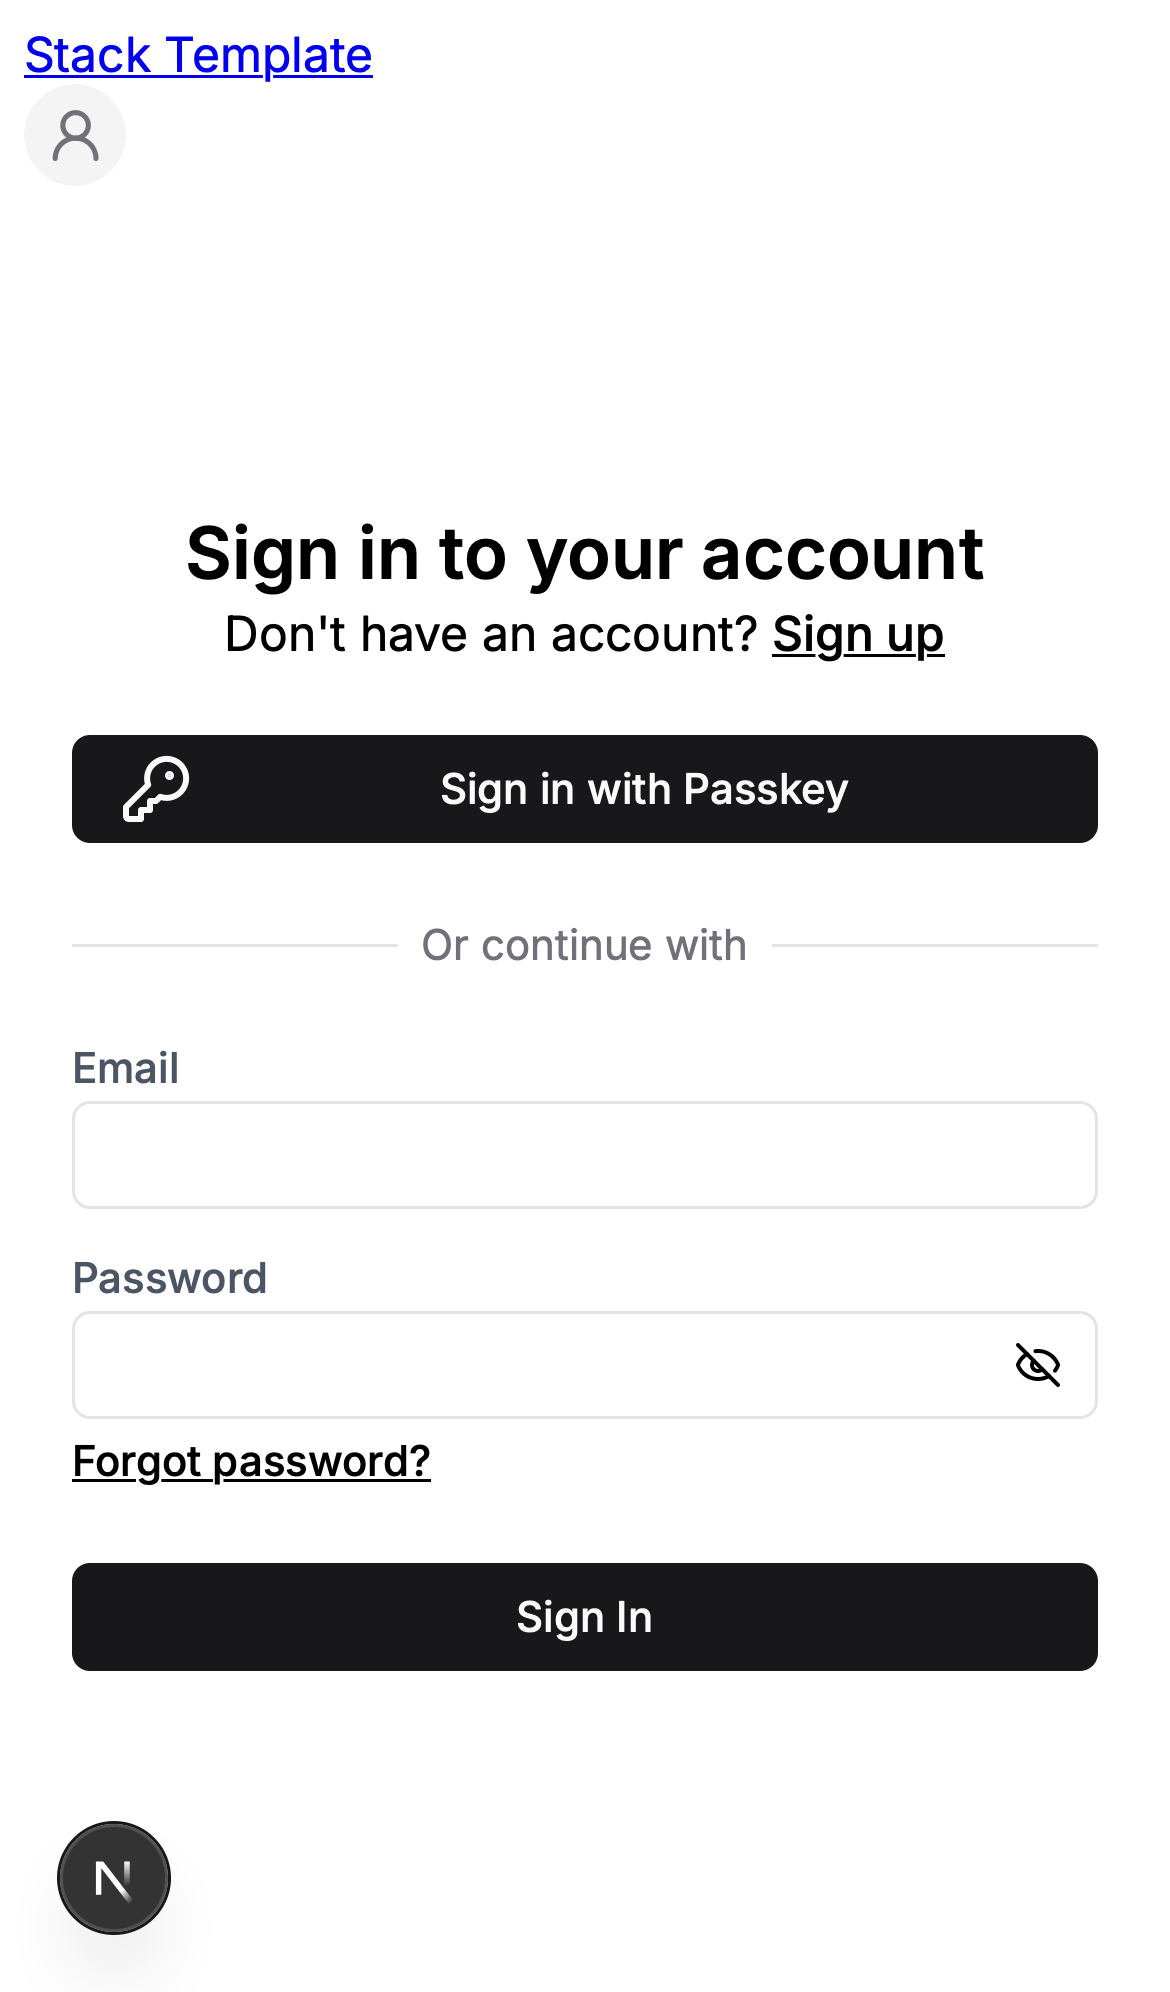 Stack Template
Sign in to your account
Don't have an account? Sign up
Sign in with Passkey
Or continue with
Email
Password
Forgot password?
Sign In
N